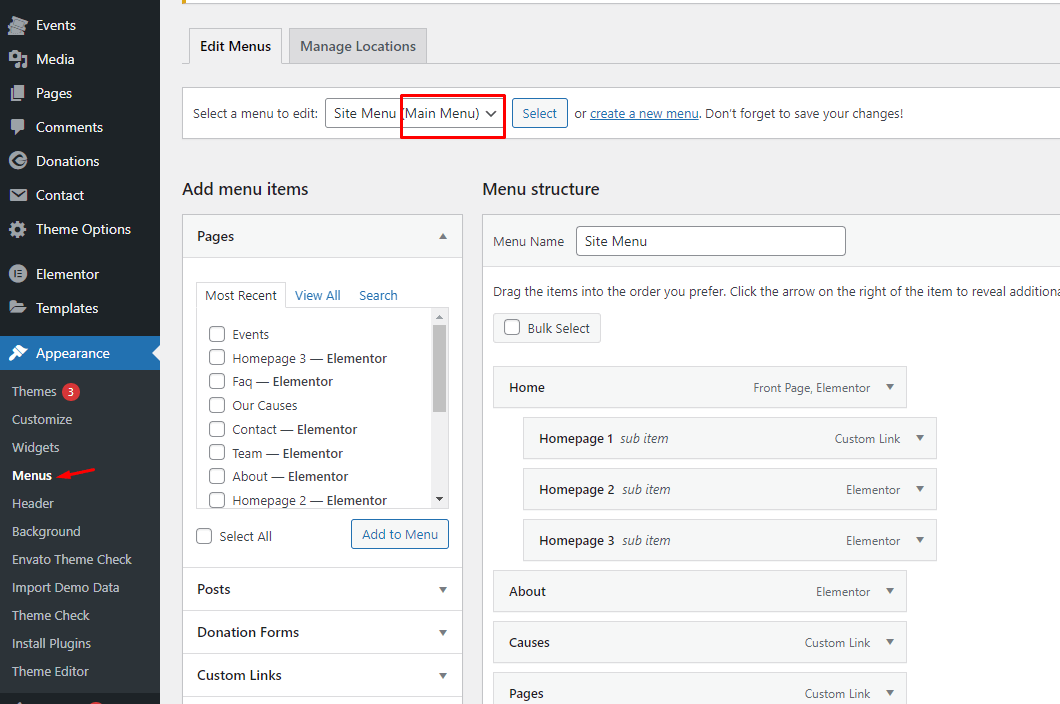 Events
Media
Pages
Comments
Donations
Contact
Theme Options
Elementor
Templates
Appearance
Themes 3
Customize
Widgets
Menus
Header
Background
Envato Theme Check
Import Demo Data
Theme Check
Install Plugins
Theme Editor
Edit Menus
Manage Locations
Select a menu to edit: Site Menu (Main Menu) Select or create a new menu. Don't forget to save your changes!
Add menu items
Pages
Most Recent View All Search
Events
Homepage 3 — Elementor
Faq — Elementor
Our Causes
Contact — Elementor
Team — Elementor
About — Elementor
Homepage 2 — Elementor
Select All Add to Menu
Posts
Donation Forms
Custom Links
Menu structure
Menu Name Site Menu
Drag the items into the order you prefer. Click the arrow on the right of the item to reveal
Bulk Select
Home Front Page, Elementor
Homepage 1 sub item Custom Link
Homepage 2 sub item Elementor
Homepage 3 sub item Elementor
About Elementor
Causes Custom Link
Pages Custom Link